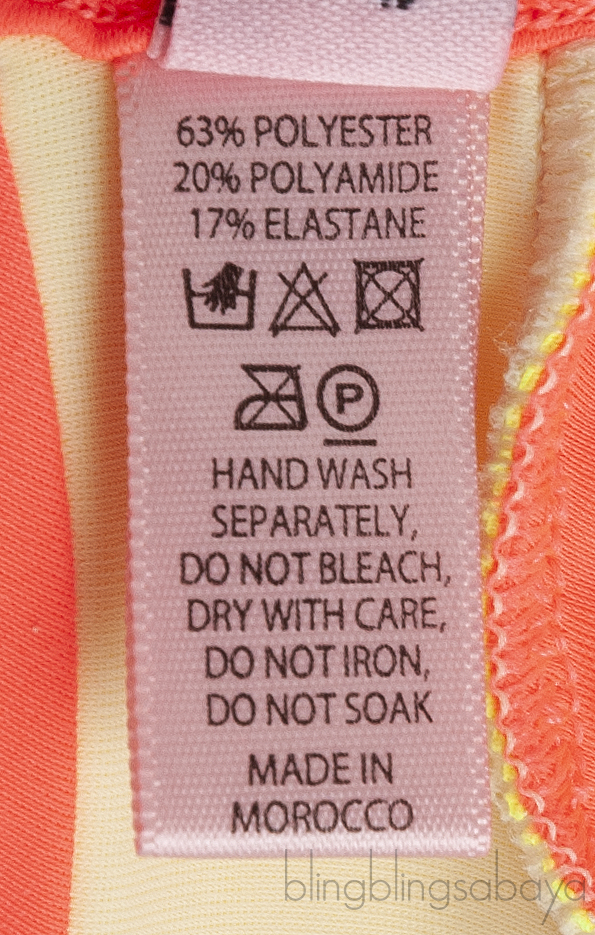 63% POLYESTER
20% POLYAMIDE
17% ELASTANE
P
HAND WASH
SEPARATELY,
DO NOT BLEACH,
DRY WITH CARE,
DO NOT IRON,
DO NOT SOAK
MADE IN
MOROCCO
blingblingsabaya